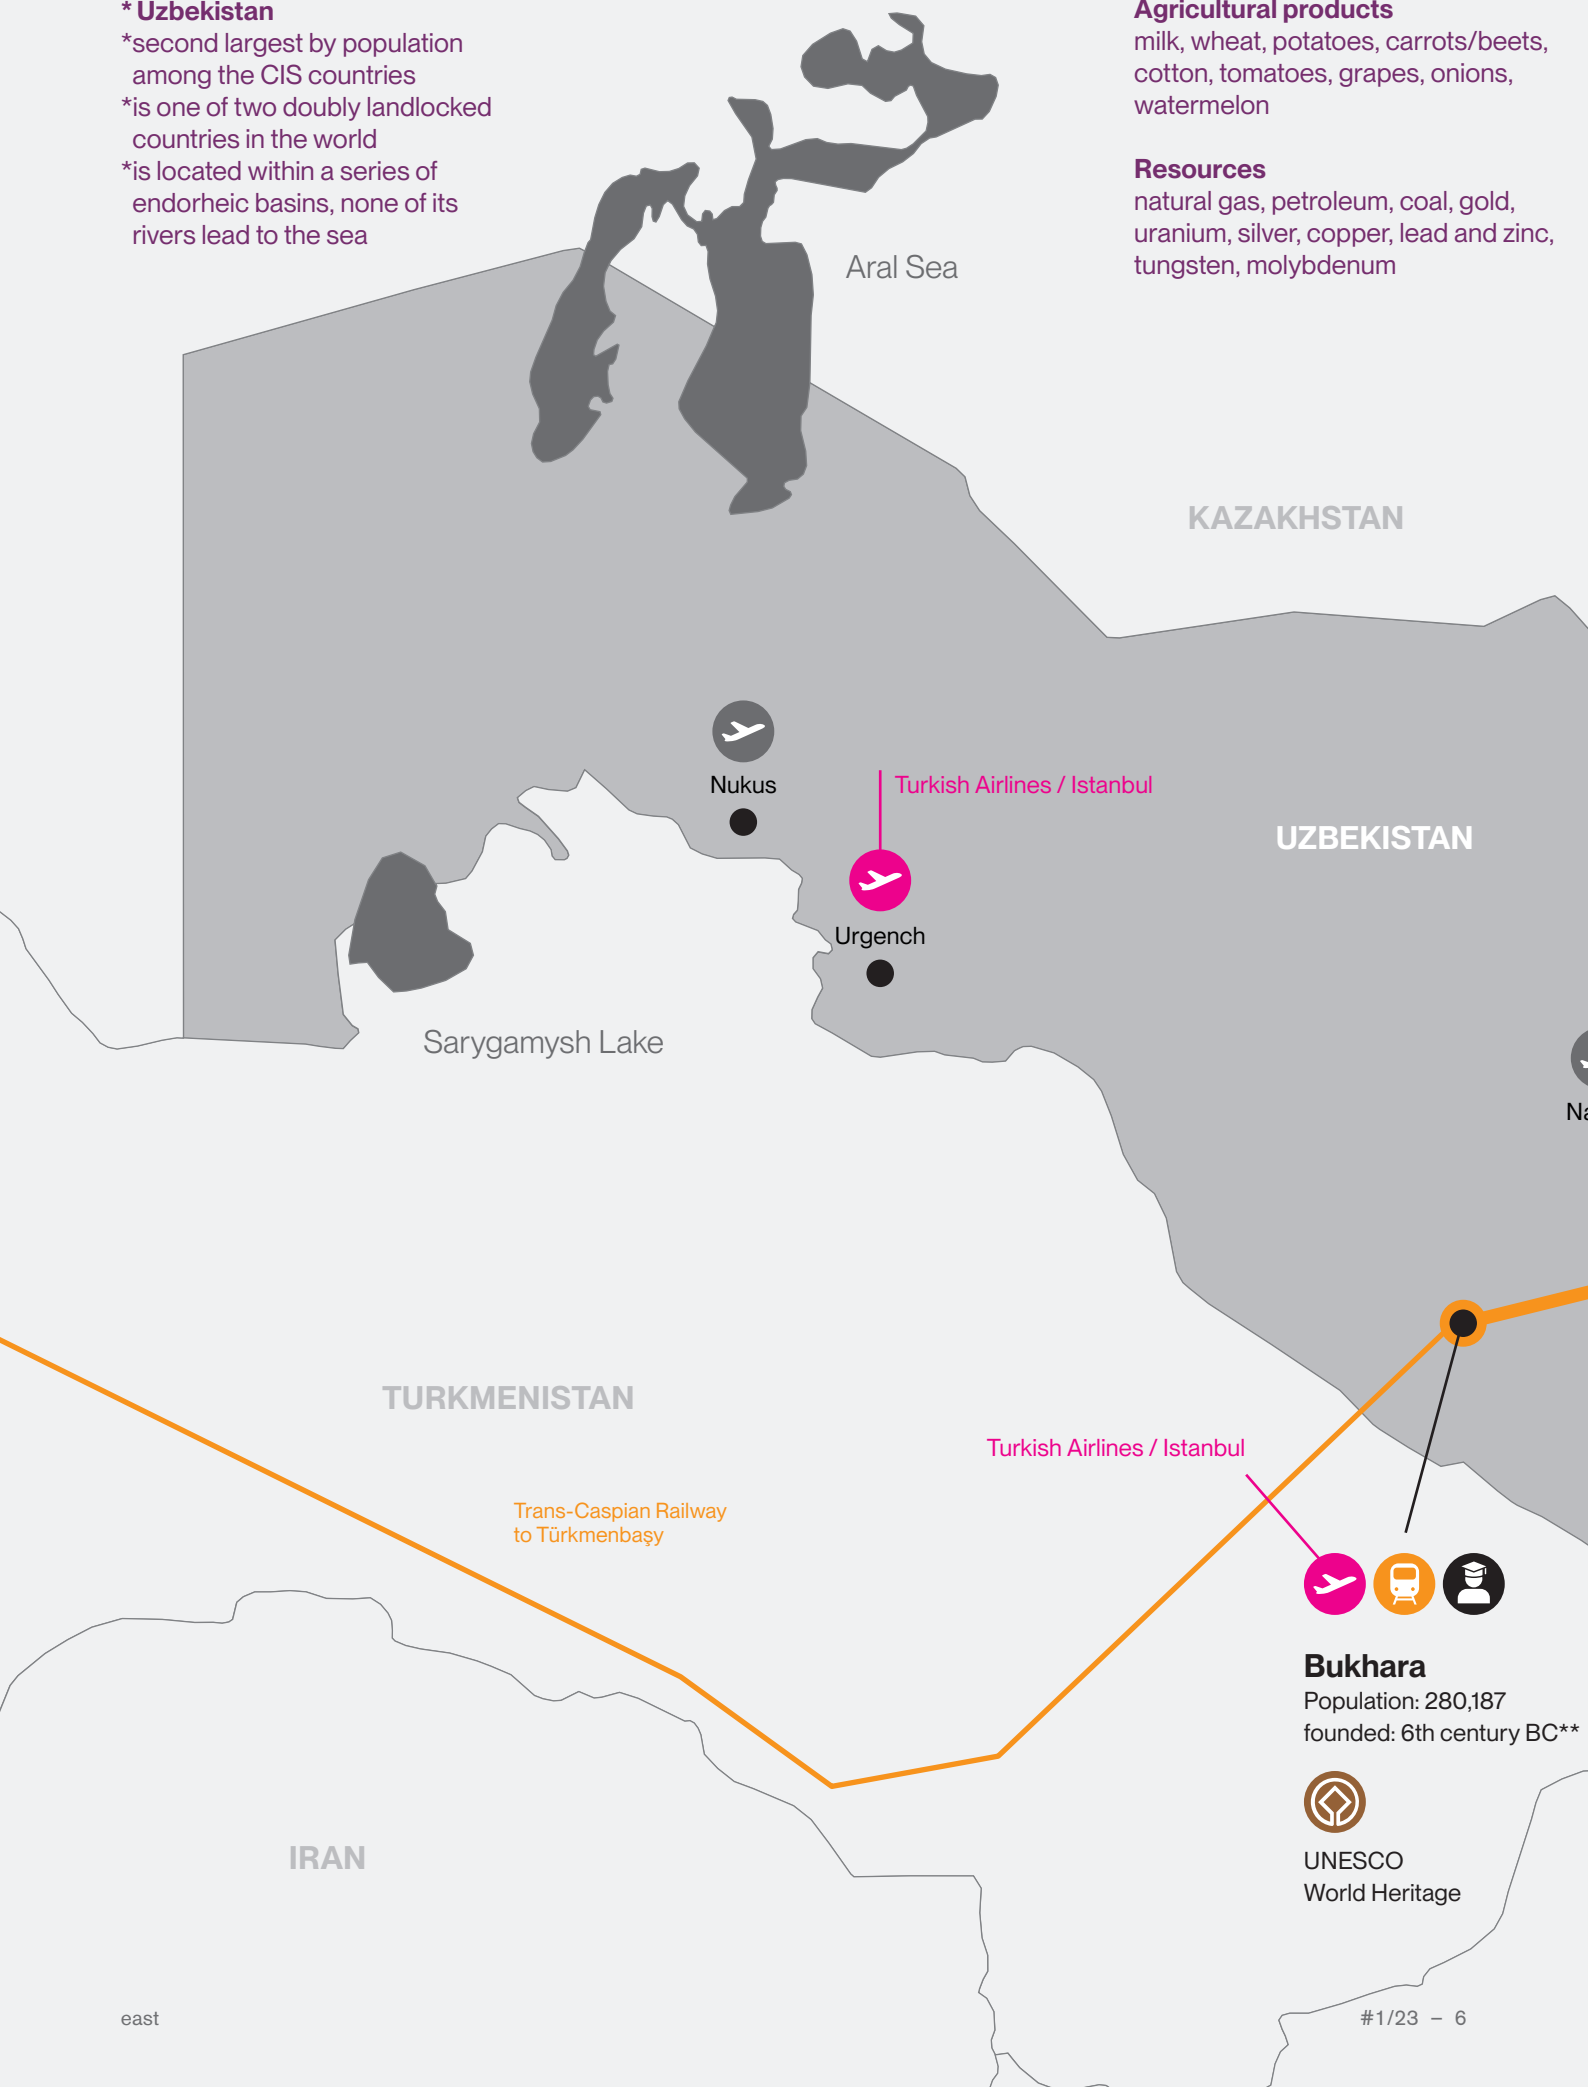 * Uzbekistan
*second largest by population
among the CIS countries
*is one of two doubly landlocked
countries in the world
*is located within a series of
endorheic basins, none of its
rivers lead to the sea
Agricultural products
milk, wheat, potatoes, carrots/beets,
cotton, tomatoes, grapes, onions,
watermelon
Resources
natural gas, petroleum, coal, gold,
uranium, silver, copper, lead and zinc,
tungsten, molybdenum
Aral Sea
KAZAKHSTAN
Nukus
Turkish Airlines / Istanbul
UZBEKISTAN
Urgench
Sarygamysh Lake
Na
TURKMENISTAN
Turkish Airlines / Istanbul
Trans-Caspian Railway
to Türkmenbaşy
Bukhara
Population: 280,187
founded: 6th century BC**
UNESCO
World Heritage
IRAN
east
#1/23 – 6